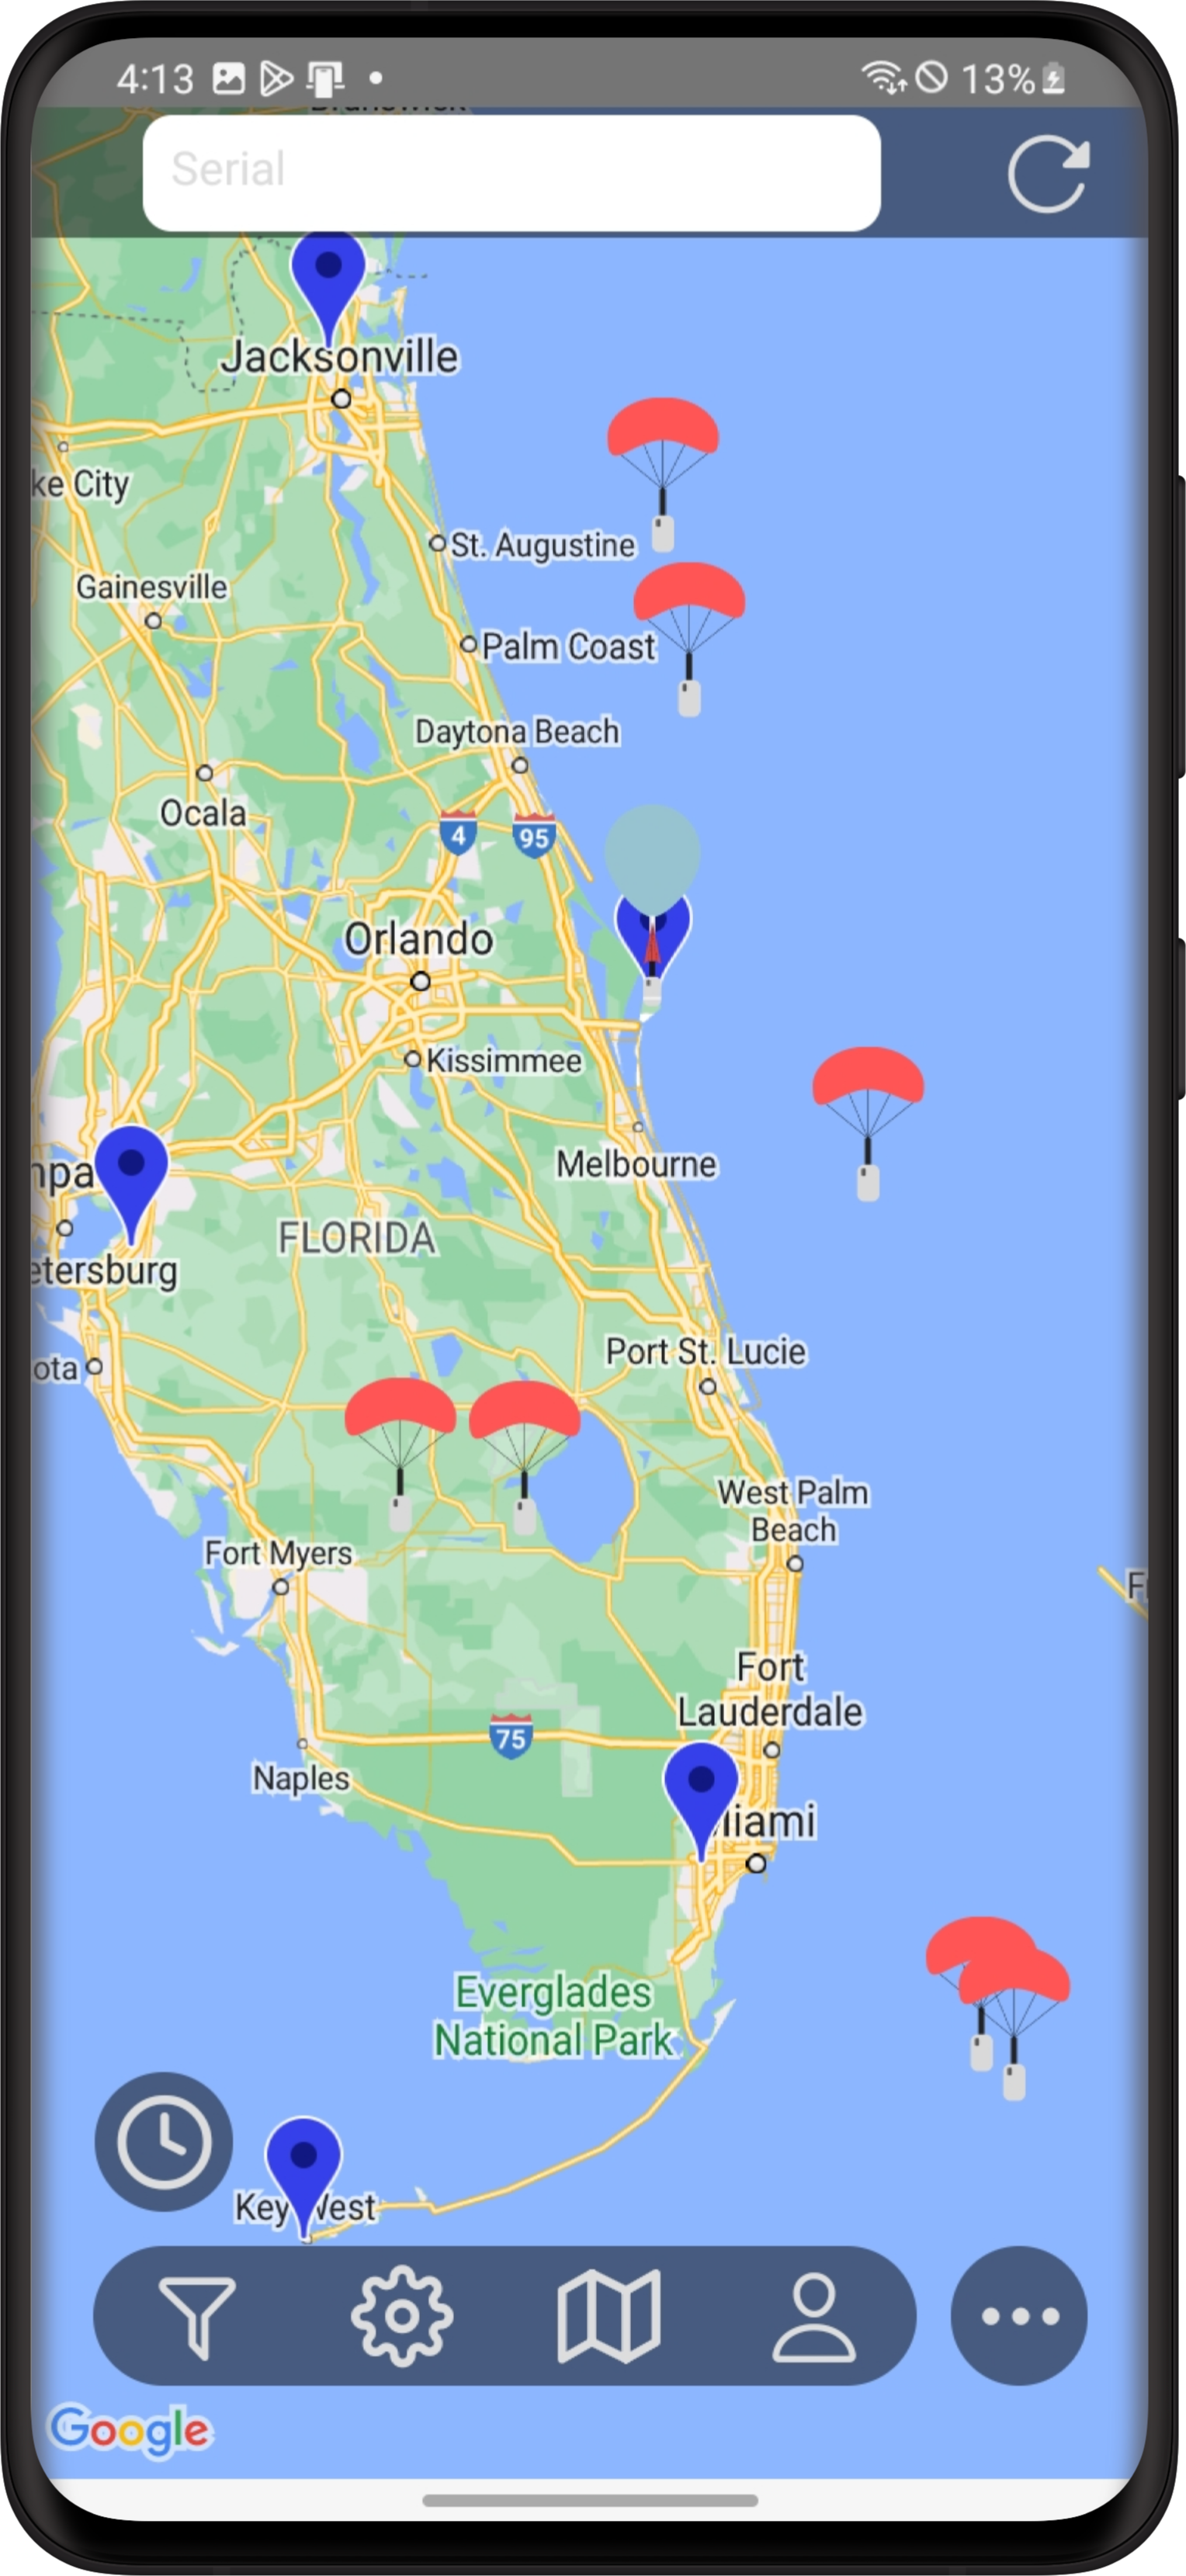 4:13
13%
Serial
Jacksonville
ke City
St. Augustine
Gainesville
Palm Coast
Daytona Beach
Ocala
4
95
Orlando
Kissimmee
Melbourne
mpa
FLORIDA
etersburg
Port St. Lucie
ota
West Palm
Beach
Fort Myers
Fort
Lauderdale
75
Naples
Miami
Everglades
National Park
Key West
Google